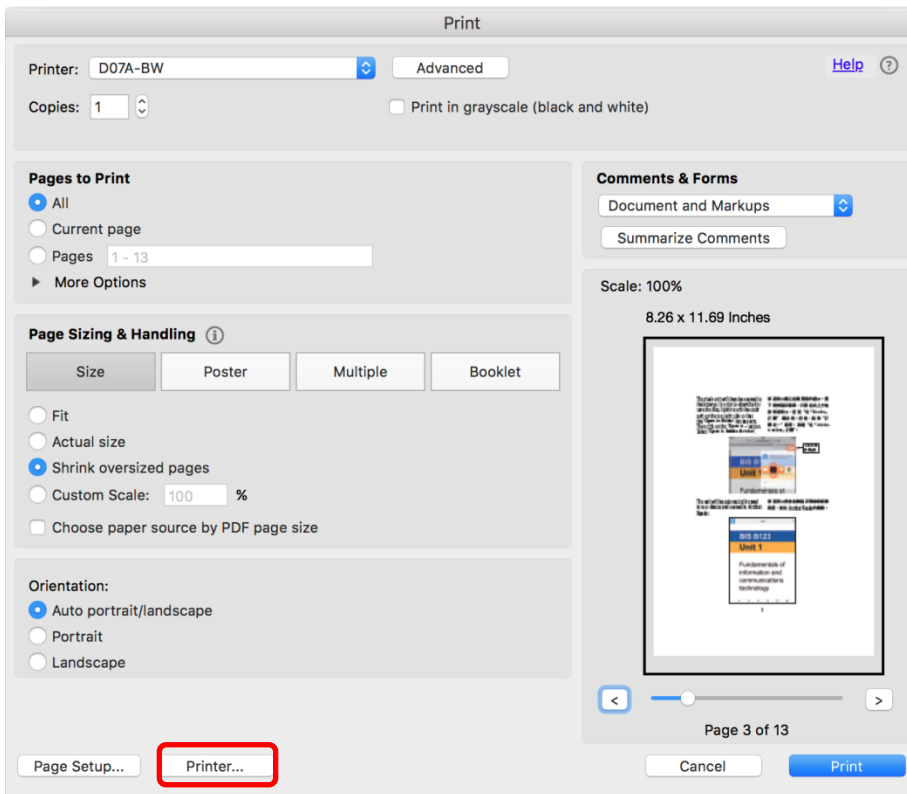 Print
Printer: D07A-BW Advanced Help ?
Copies: 1 Print in grayscale (black and white)
Pages to Print
All
Current page
Pages 1 - 13
More Options
Comments & Forms
Document and Markups
Summarize Comments
Scale: 100%
8.26 x 11.69 Inches
Page Sizing & Handling i
Size Poster Multiple Booklet
Fit
Actual size
Shrink oversized pages
Custom Scale: 100 %
Choose paper source by PDF page size
Orientation:
Auto portrait/landscape
Portrait
Landscape
BIS B
Unit 1
BIS B123
Unit 1
Fundamentals of
information and
communications
technology
< >
Page 3 of 13
Page Setup... Printer... Cancel Print